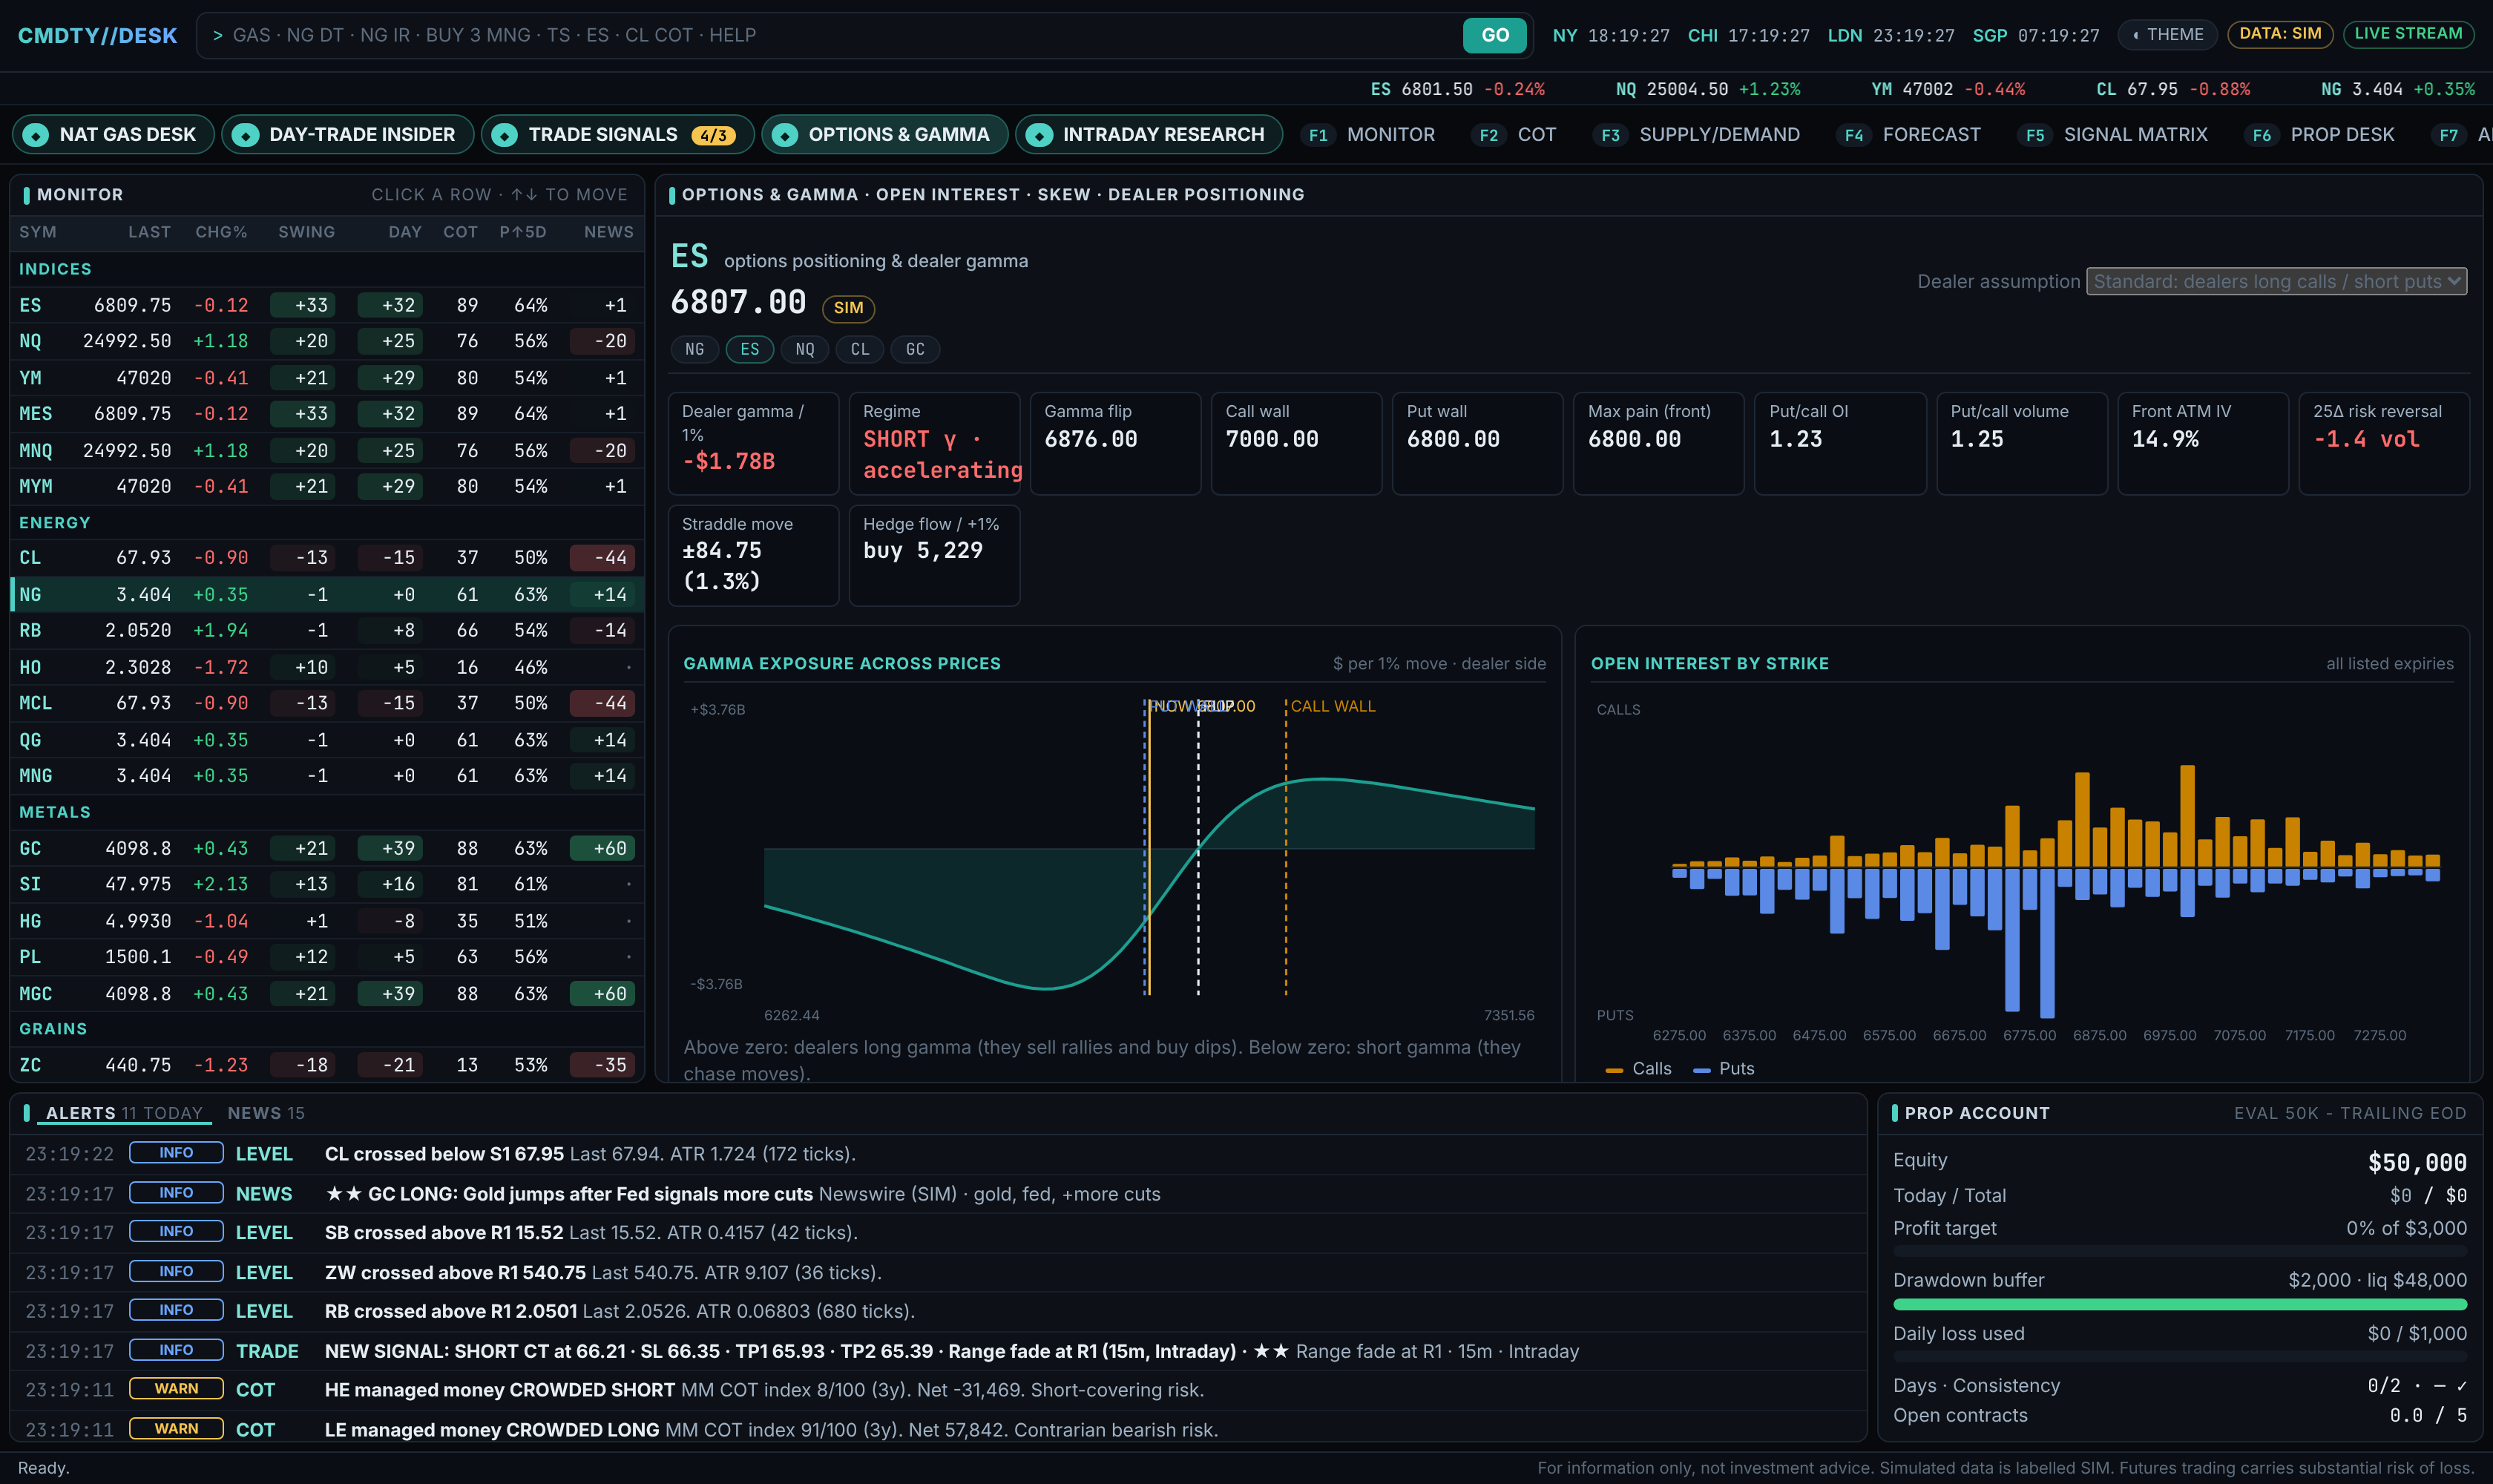 CMDTY//DESK
> GAS · NG DT · NG IR · BUY 3 MNG · TS · ES · CL COT · HELP
GO
NY 18:19:27 CHI 17:19:27 LDN 23:19:27 SGP 07:19:27
THEME
DATA: SIM
LIVE STREAM
ES 6801.50 -0.24% NQ 25004.50 +1.23% YM 47002 -0.44% CL 67.95 -0.88% NG 3.404 +0.35%
NAT GAS DESK
DAY-TRADE INSIDER
TRADE SIGNALS 4/3
OPTIONS & GAMMA
INTRADAY RESEARCH
F1 MONITOR F2 COT F3 SUPPLY/DEMAND F4 FORECAST F5 SIGNAL MATRIX F6 PROP DESK F7
MONITOR CLICK A ROW · ↑↓ TO MOVE
SYM LAST CHG% SWING DAY COT P↑5D NEWS
INDICES
ES 6809.75 -0.12 +33 +32 89 64% +1
NQ 24992.50 +1.18 +20 +25 76 56% -20
YM 47020 -0.41 +21 +29 80 54% +1
MES 6809.75 -0.12 +33 +32 89 64% +1
MNQ 24992.50 +1.18 +20 +25 76 56% -20
MYM 47020 -0.41 +21 +29 80 54% +1
ENERGY
CL 67.93 -0.90 -13 -15 37 50% -44
NG 3.404 +0.35 -1 +0 61 63% +14
RB 2.0520 +1.94 -1 +8 66 54% -14
HO 2.3028 -1.72 +10 +5 16 46% ·
MCL 67.93 -0.90 -13 -15 37 50% -44
QG 3.404 +0.35 -1 +0 61 63% +14
MNG 3.404 +0.35 -1 +0 61 63% +14
METALS
GC 4098.8 +0.43 +21 +39 88 63% +60
SI 47.975 +2.13 +13 +16 81 61% ·
HG 4.9930 -1.04 +1 -8 35 51% ·
PL 1500.1 -0.49 +12 +5 63 56% ·
MGC 4098.8 +0.43 +21 +39 88 63% +60
GRAINS
ZC 440.75 -1.23 -18 -21 13 53% -35
OPTIONS & GAMMA · OPEN INTEREST · SKEW · DEALER POSITIONING
ES options positioning & dealer gamma
6807.00 SIM
Dealer assumption Standard: dealers long calls / short puts
NG ES NQ CL GC
Dealer gamma / 1%
-$1.78B
Regime
SHORT γ · accelerating
Gamma flip
6876.00
Call wall
7000.00
Put wall
6800.00
Max pain (front)
6800.00
Put/call OI
1.23
Put/call volume
1.25
Front ATM IV
14.9%
25Δ risk reversal
-1.4 vol
Straddle move
±84.75 (1.3%)
Hedge flow / +1%
buy 5,229
GAMMA EXPOSURE ACROSS PRICES $ per 1% move · dealer side
+$3.76B
CALL WALL
-$3.76B
6262.44 7351.56
Above zero: dealers long gamma (they sell rallies and buy dips). Below zero: short gamma (they
chase moves).
OPEN INTEREST BY STRIKE all listed expiries
CALLS
PUTS
6275.00 6375.00 6475.00 6575.00 6675.00 6775.00 6875.00 6975.00 7075.00 7175.00 7275.00
Calls Puts
ALERTS 11 TODAY NEWS 15
23:19:22 INFO LEVEL CL crossed below S1 67.95 Last 67.94. ATR 1.724 (172 ticks).
23:19:17 INFO NEWS ★★ GC LONG: Gold jumps after Fed signals more cuts Newswire (SIM) · gold, fed, +more cuts
23:19:17 INFO LEVEL SB crossed above R1 15.52 Last 15.52. ATR 0.4157 (42 ticks).
23:19:17 INFO LEVEL ZW crossed above R1 540.75 Last 540.75. ATR 9.107 (36 ticks).
23:19:17 INFO LEVEL RB crossed above R1 2.0501 Last 2.0526. ATR 0.06803 (680 ticks).
23:19:17 INFO TRADE NEW SIGNAL: SHORT CT at 66.21 · SL 66.35 · TP1 65.93 · TP2 65.39 · Range fade at R1 (15m, Intraday) · ★★ Range fade at R1 · 15m · Intraday
23:19:11 WARN COT HE managed money CROWDED SHORT MM COT index 8/100 (3y). Net -31,469. Short-covering risk.
23:19:11 WARN COT LE managed money CROWDED LONG MM COT index 91/100 (3y). Net 57,842. Contrarian bearish risk.
PROP ACCOUNT EVAL 50K - TRAILING EOD
Equity $50,000
Today / Total $0 / $0
Profit target 0% of $3,000
Drawdown buffer $2,000 · liq $48,000
Daily loss used $0 / $1,000
Days · Consistency 0/2 · — ✓
Open contracts 0.0 / 5
Ready.
For information only, not investment advice. Simulated data is labelled SIM. Futures trading carries substantial risk of loss.